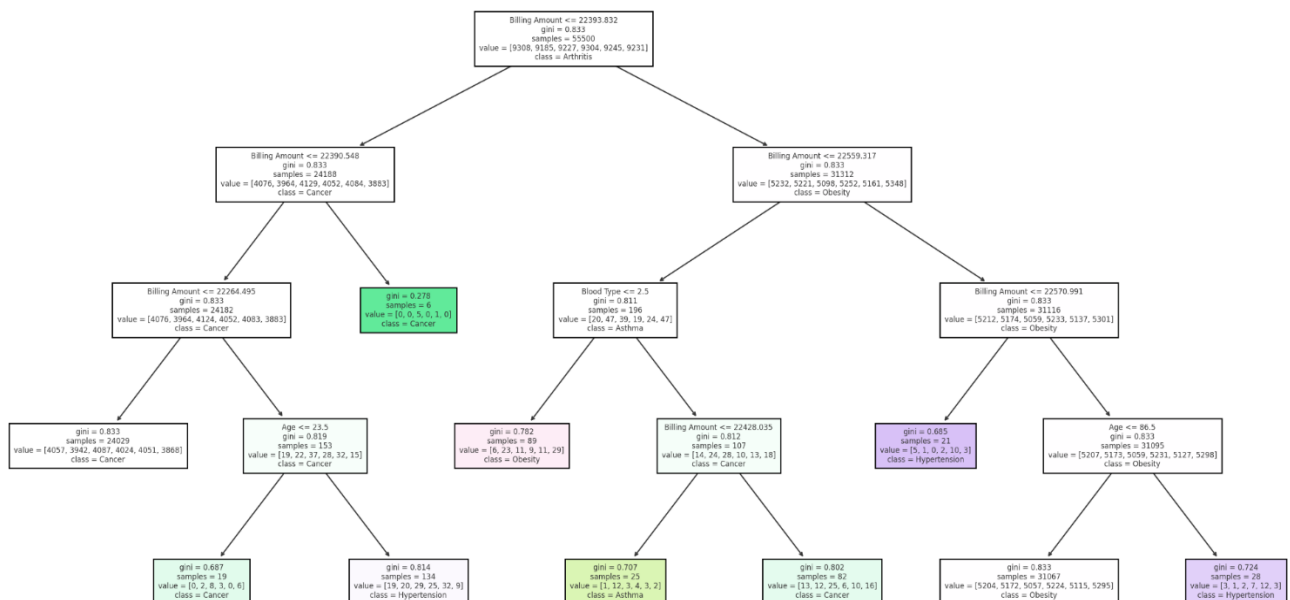 Billing Amount <= 22393.832
gini = 0.833
samples = 55500
value = [9308, 9185, 9227, 9304, 9245, 9231]
class = Arthritis
Billing Amount <= 22390.548
gini = 0.833
samples = 24188
value = [4076, 3964, 4129, 4052, 4084, 3883]
class = Cancer
Billing Amount <= 22559.317
gini = 0.833
samples = 31312
value = [5232, 5221, 5098, 5252, 5161, 5348]
class = Obesity
Billing Amount <= 22264.495
gini = 0.833
samples = 24182
value = [4076, 3964, 4124, 4052, 4083, 3883]
class = Cancer
gini = 0.278
samples = 6
value = [0, 0, 5, 0, 1, 0]
class = Cancer
Blood Type <= 2.5
gini = 0.811
samples = 196
value = [20, 47, 39, 19, 24, 47]
class = Asthma
Billing Amount <= 22570.991
gini = 0.833
samples = 31116
value = [5212, 5174, 5059, 5233, 5137, 5301]
class = Obesity
gini = 0.833
samples = 24029
value = [4057, 3942, 4087, 4024, 4051, 3868]
class = Cancer
Age <= 23.5
gini = 0.819
samples = 153
value = [19, 22, 37, 28, 32, 15]
class = Cancer
gini = 0.782
samples = 89
value = [6, 23, 11, 9, 11, 29]
class = Obesity
Billing Amount <= 22428.035
gini = 0.812
samples = 107
value = [14, 24, 28, 10, 13, 18]
class = Cancer
gini = 0.685
samples = 21
value = [5, 1, 0, 2, 10, 3]
class = Hypertension
Age <= 86.5
gini = 0.833
samples = 31095
value = [5207, 5173, 5059, 5231, 5127, 5298]
class = Obesity
gini = 0.687
samples = 19
value = [0, 2, 8, 3, 0, 6]
class = Cancer
gini = 0.814
samples = 134
value = [19, 20, 29, 25, 32, 9]
class = Hypertension
gini = 0.707
samples = 25
value = [1, 12, 3, 4, 3, 2]
class = Asthma
gini = 0.802
samples = 82
value = [13, 12, 25, 6, 10, 16]
class = Cancer
gini = 0.833
samples = 31067
value = [5204, 5172, 5057, 5224, 5115, 5295]
class = Obesity
gini = 0.724
samples = 28
value = [3, 1, 2, 7, 12, 3]
class = Hypertension